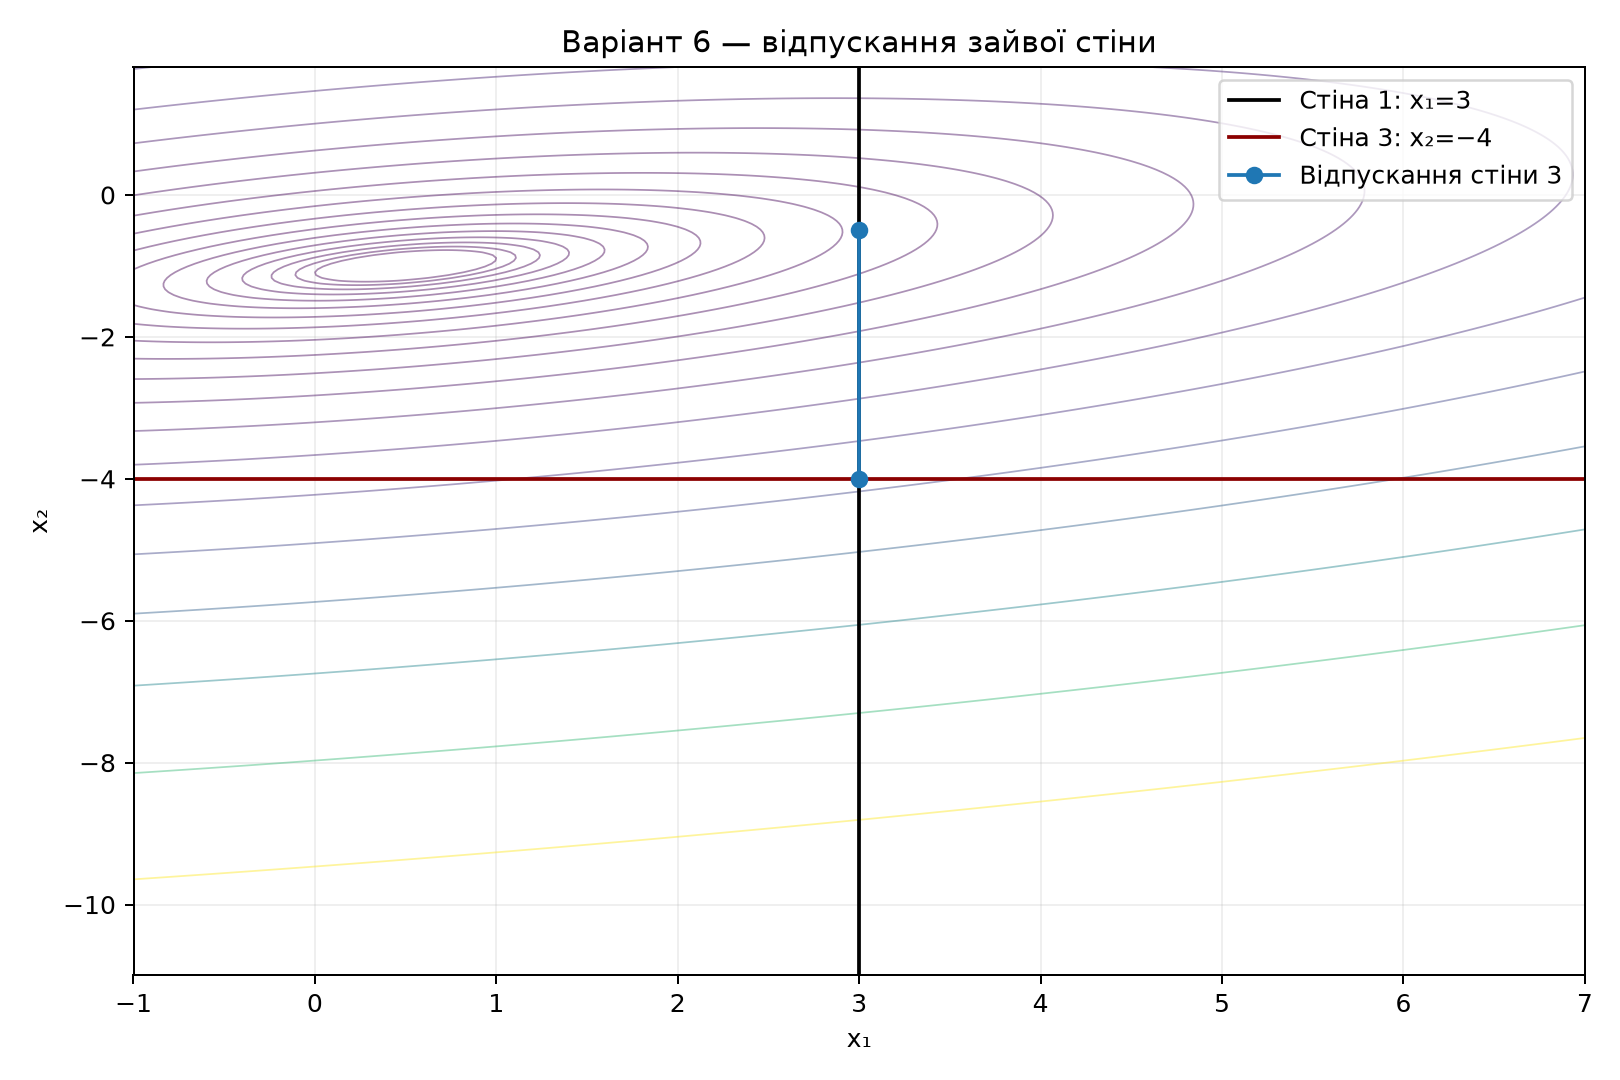 Варіант 6 — відпускання зайвої стіни
Стіна 1: x₁=3
Стіна 3: x₂=−4
Відпускання стіни 3
0
−2
−4
−6
−8
−10
x₂
−1 0 1 2 3 4 5 6 7
x₁